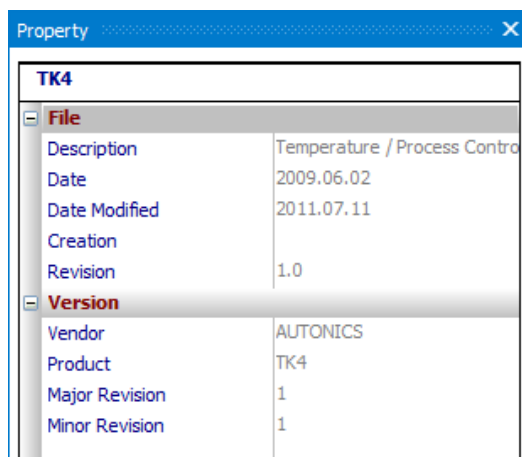 Property
TK4
File
Description Temperature / Process Contro
Date 2009.06.02
Date Modified 2011.07.11
Creation
Revision 1.0
Version
Vendor AUTONICS
Product TK4
Major Revision 1
Minor Revision 1